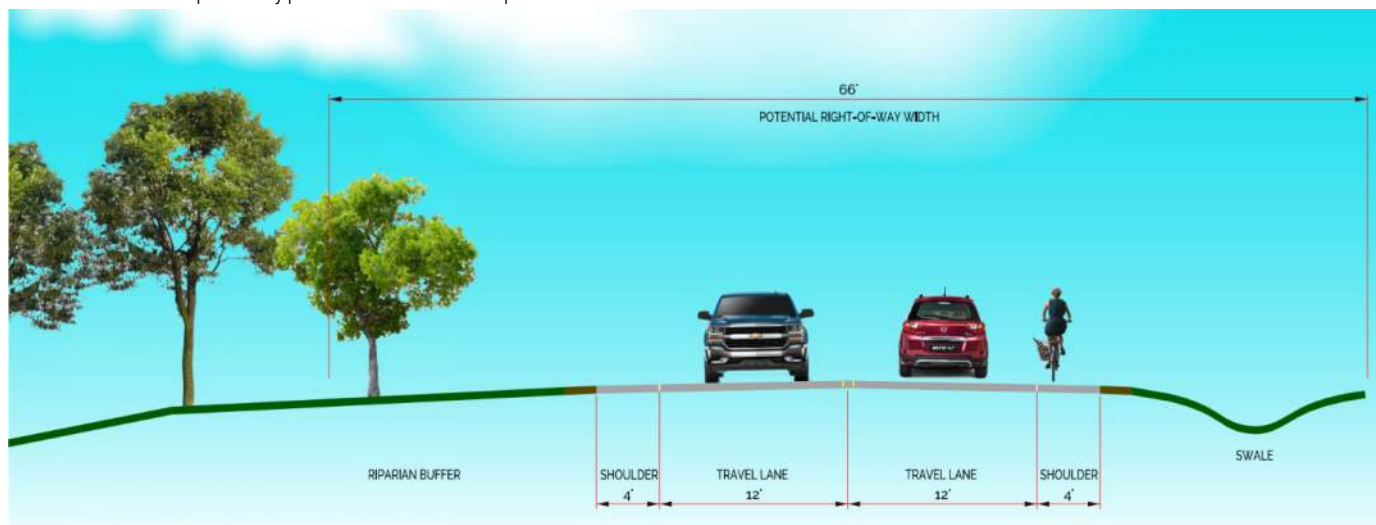 66'
POTENTIAL RIGHT-OF-WAY WIDTH
RIPARIAN BUFFER
SHOULDER
4'
TRAVEL LANE
12'
TRAVEL LANE
12'
SHOULDER
4'
SWALE